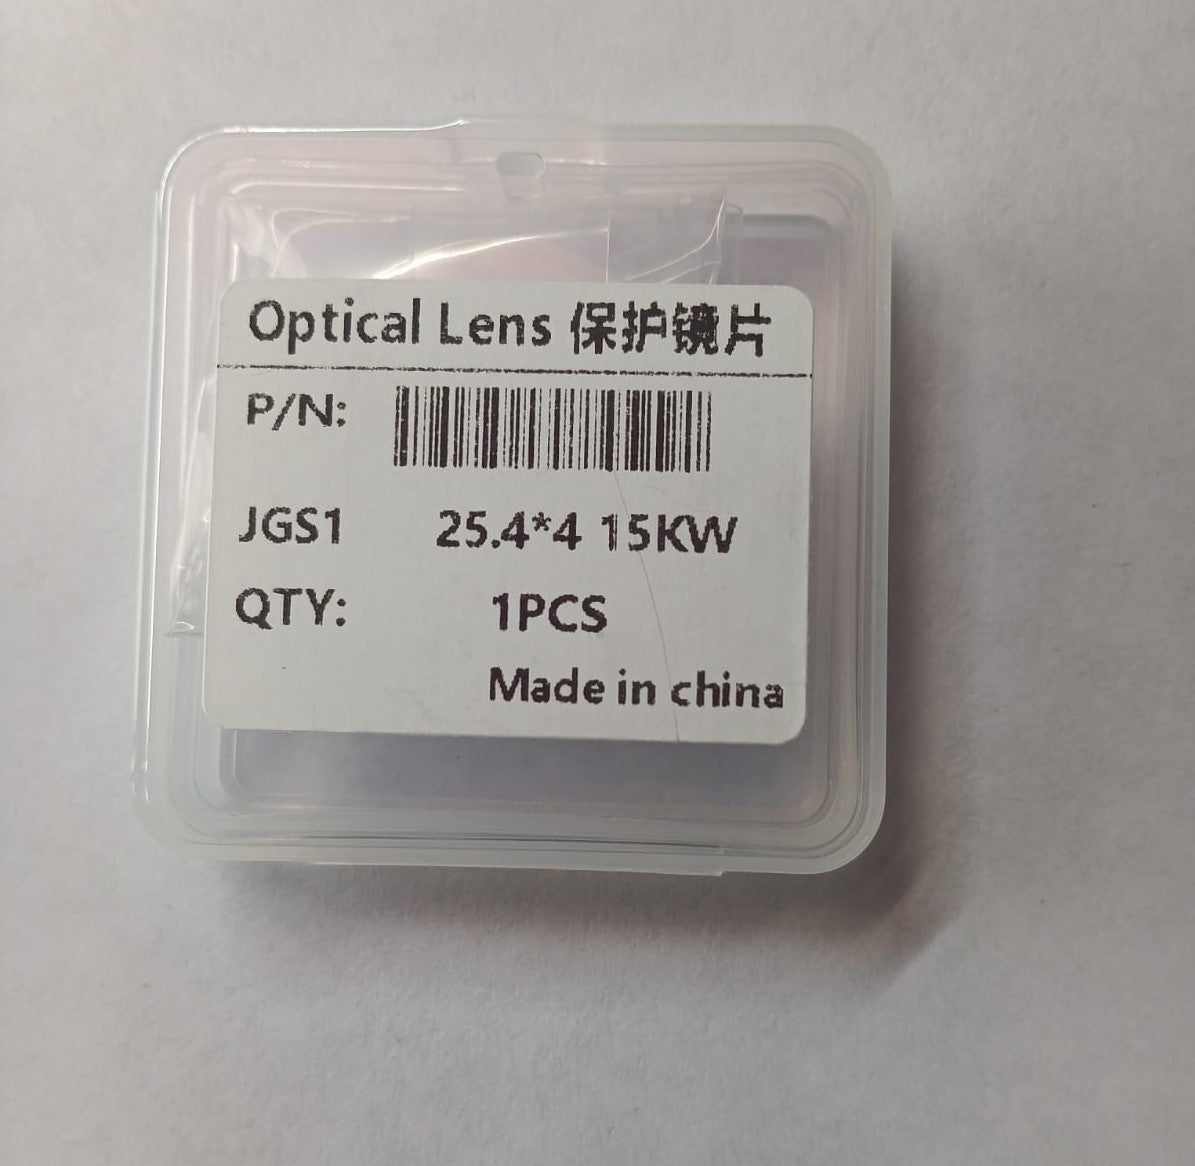 Optical Lens 保护镜片
P/N:
JGS1 25.4*4 15KW
QTY: 1PCS
Made in china